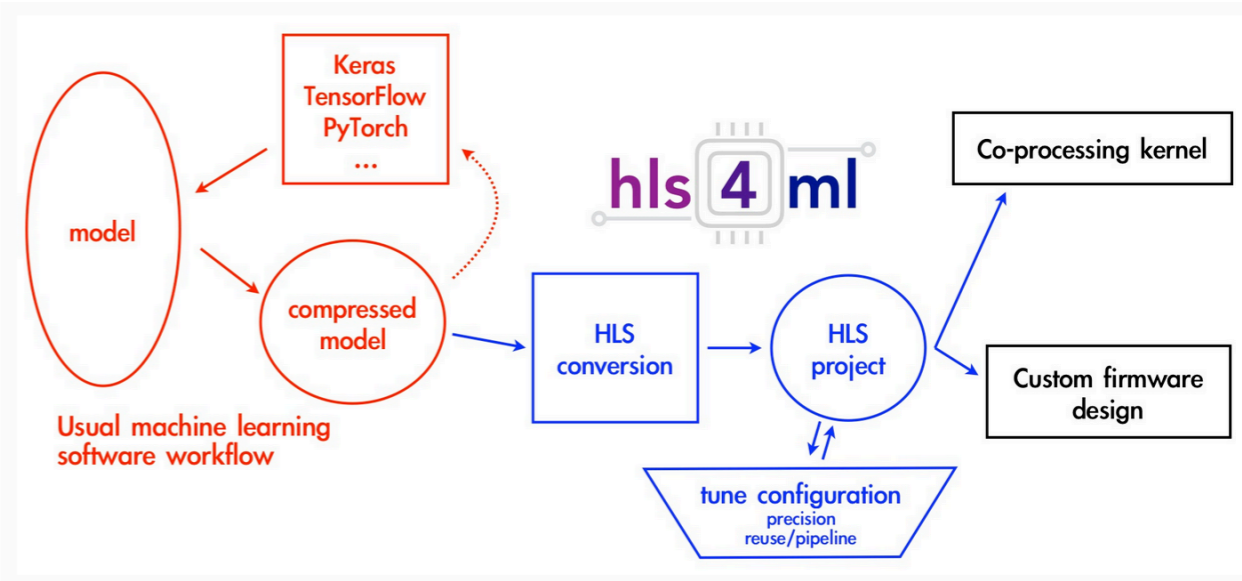 Keras
TensorFlow
PyTorch
...
model
compressed
model
Usual machine learning
software workflow
hls 4 ml
HLS
conversion
HLS
project
tune configuration
precision
reuse/pipeline
Co-processing kernel
Custom firmware
design